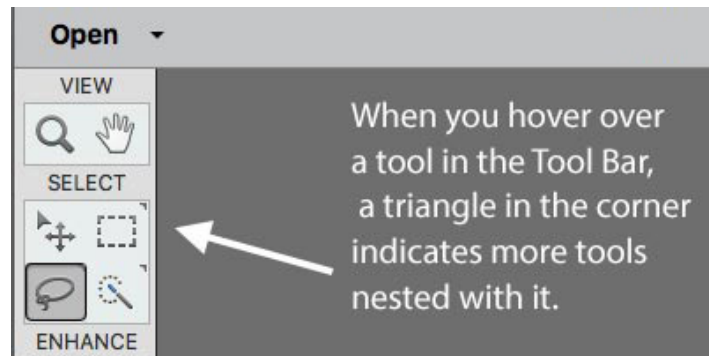 Open
VIEW
SELECT
ENHANCE
When you hover over
a tool in the Tool Bar,
a triangle in the corner
indicates more tools
nested with it.